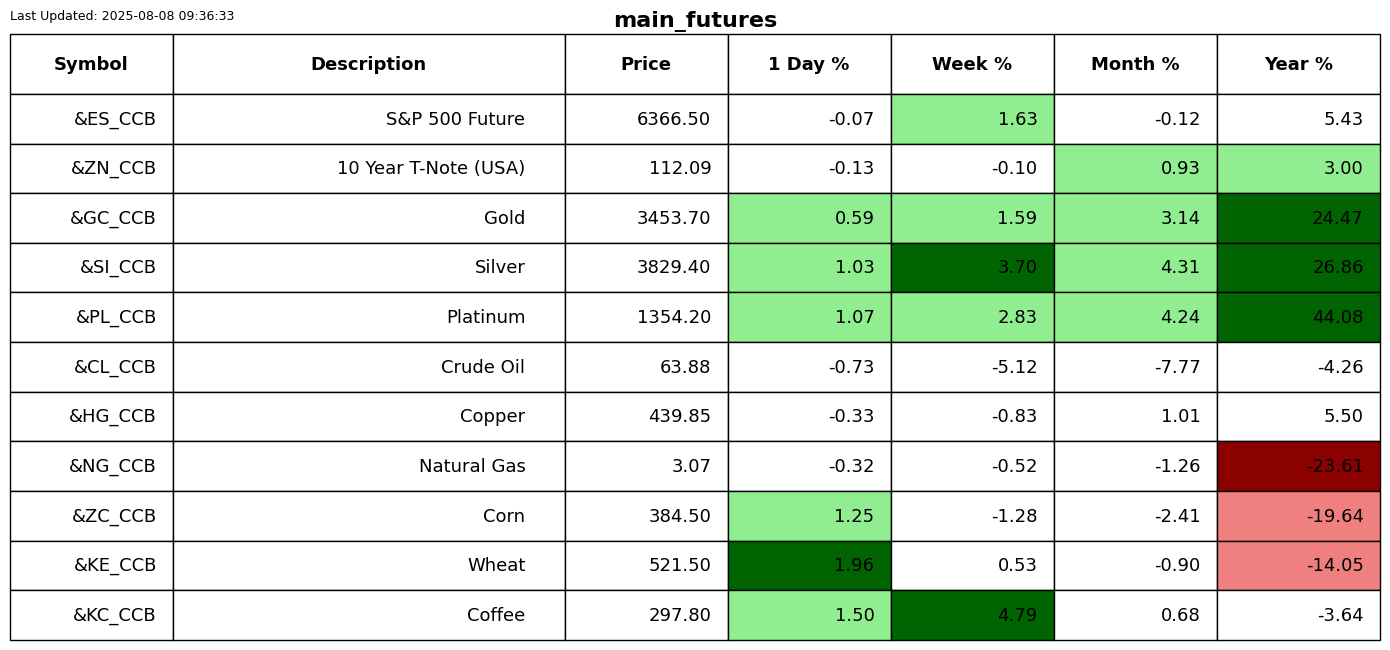 Last Updated: 2025-08-08 09:36:33
main_futures
Symbol Description Price 1 Day % Week % Month % Year %
&ES_CCB S&P 500 Future 6366.50 -0.07 1.63 -0.12 5.43
&ZN_CCB 10 Year T-Note (USA) 112.09 -0.13 -0.10 0.93 3.00
&GC_CCB Gold 3453.70 0.59 1.59 3.14 24.47
&SI_CCB Silver 3829.40 1.03 3.70 4.31 26.86
&PL_CCB Platinum 1354.20 1.07 2.83 4.24 44.08
&CL_CCB Crude Oil 63.88 -0.73 -5.12 -7.77 -4.26
&HG_CCB Copper 439.85 -0.33 -0.83 1.01 5.50
&NG_CCB Natural Gas 3.07 -0.32 -0.52 -1.26 -23.61
&ZC_CCB Corn 384.50 1.25 -1.28 -2.41 -19.64
&KE_CCB Wheat 521.50 1.96 0.53 -0.90 -14.05
&KC_CCB Coffee 297.80 1.50 4.79 0.68 -3.64